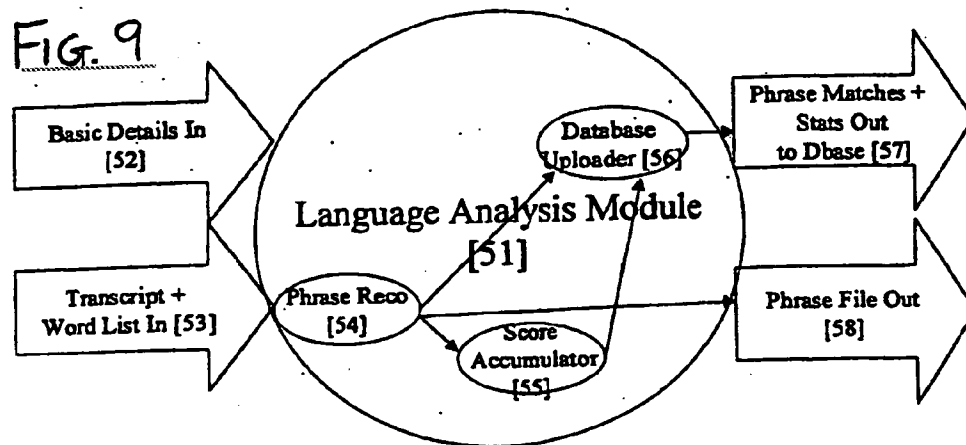 FIG. 9
Basic Details In
[52]
Transcript +
Word List In [53]
Language Analysis Module
[51]
Phrase Reco
[54]
Score
Accumulator
[55]
Database
Uploader [56]
Phrase Matches +
Stats Out
to Dbase [57]
Phrase File Out
[58]